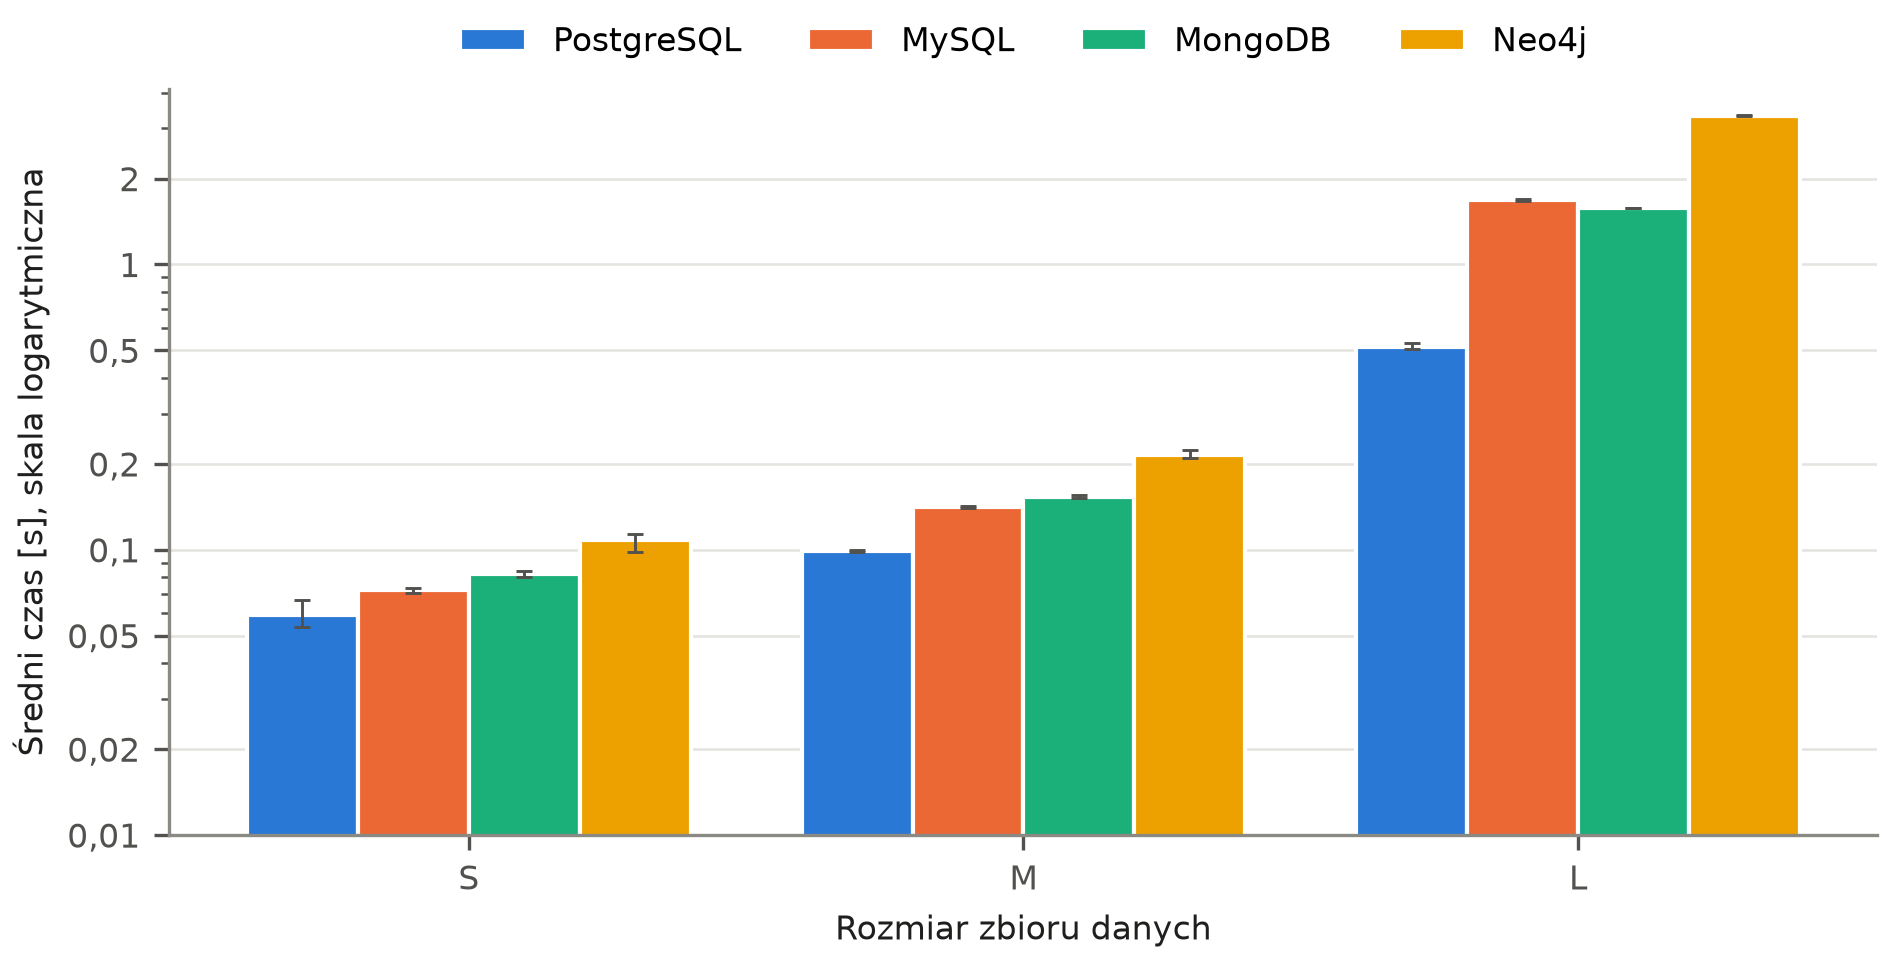 PostgreSQL MySQL MongoDB Neo4j
Średni czas [s], skala logarytmiczna
2
1
0,5
0,2
0,1
0,05
0,02
0,01
S M L
Rozmiar zbioru danych